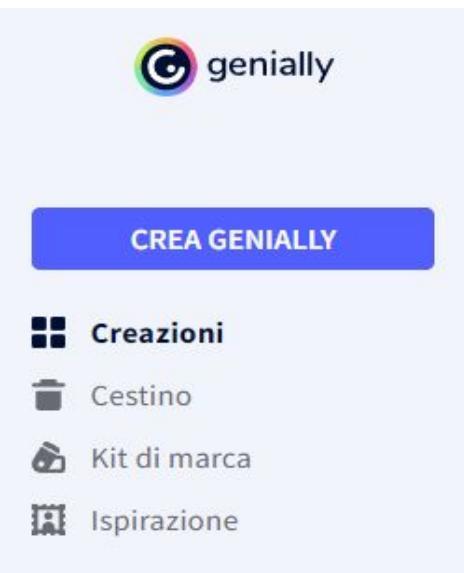 genially
CREA GENIALLY
Creazioni
Cestino
Kit di marca
Ispirazione